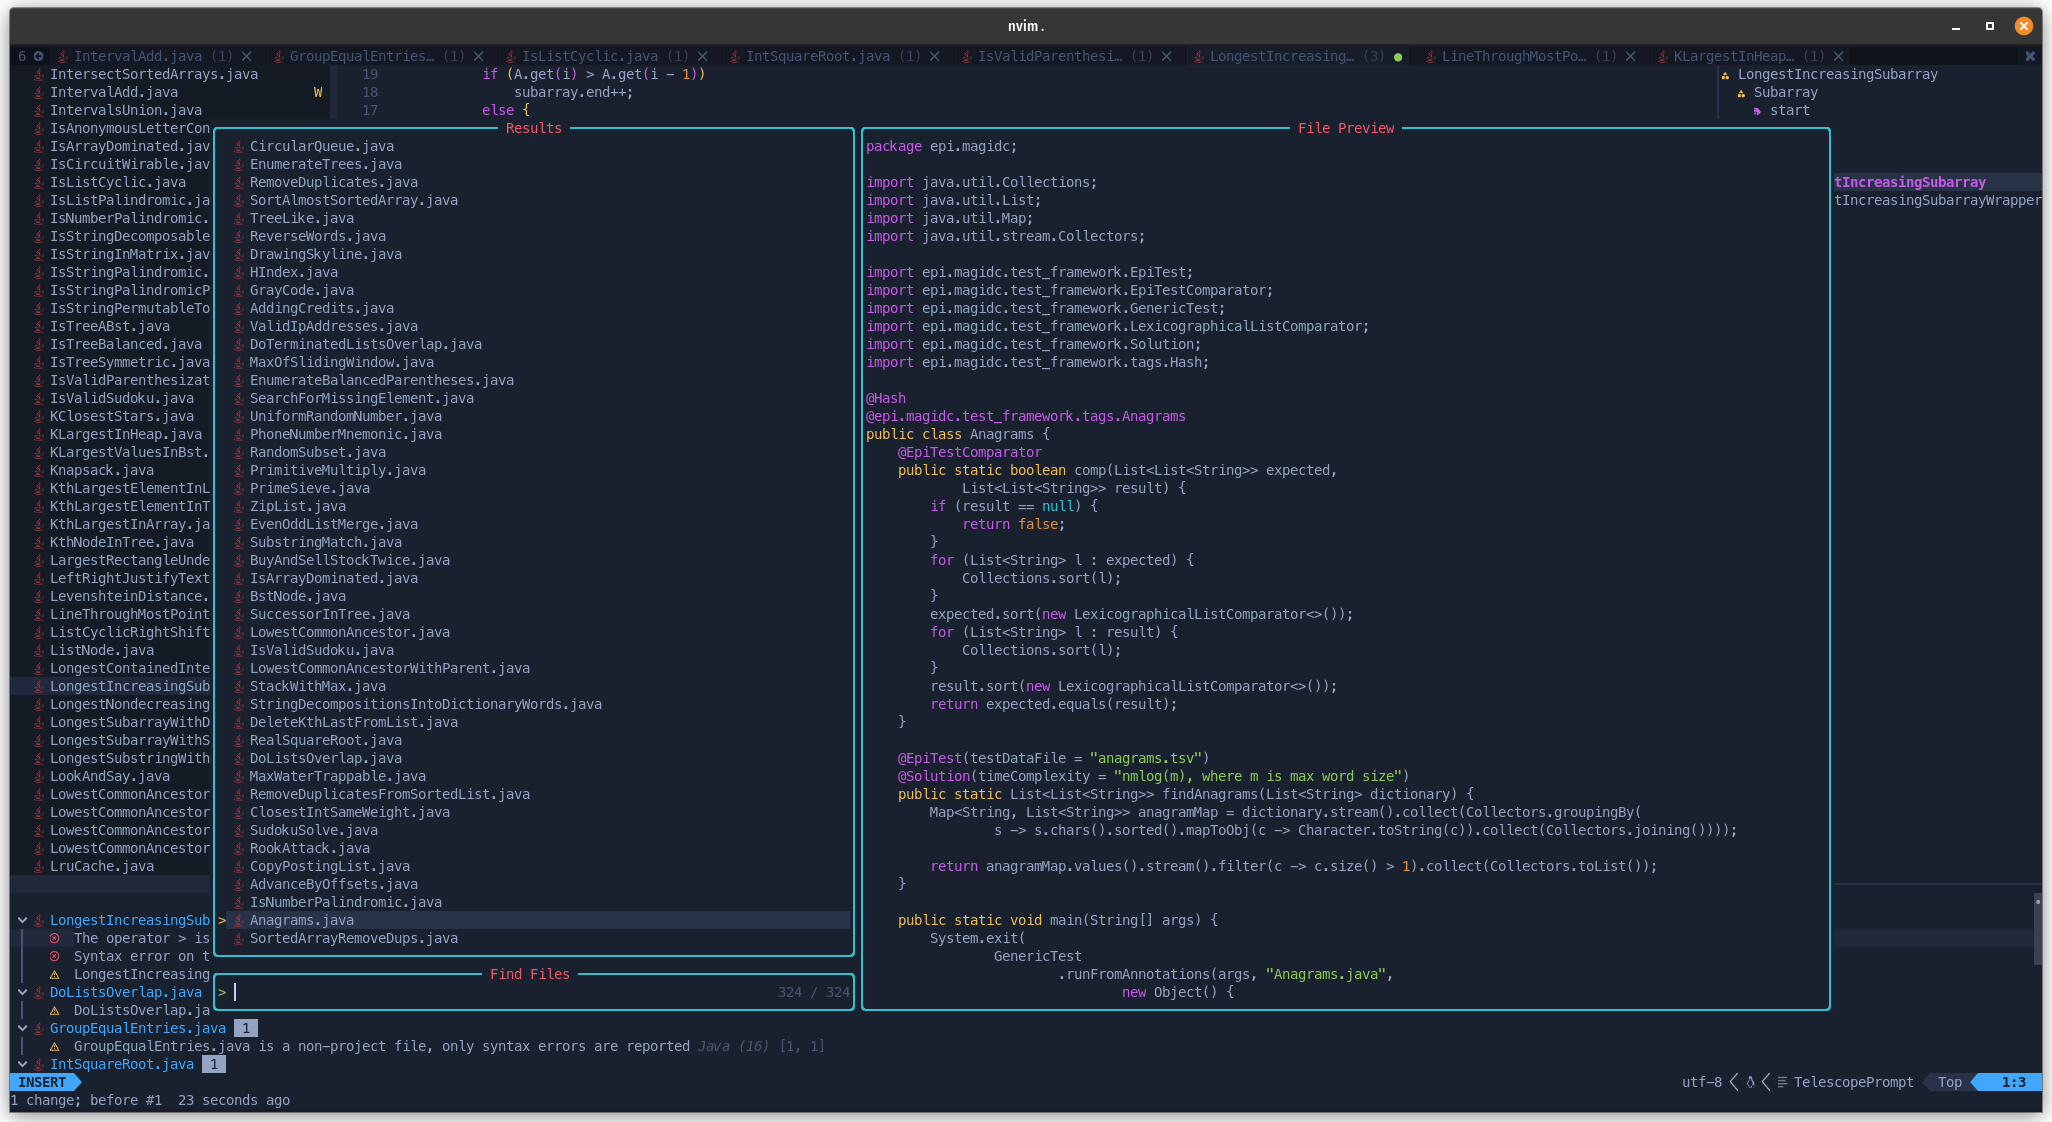 nvim.
6 IntervalAdd.java (1) GroupEqualEntries… (1) IsListCyclic.java (1) IntSquareRoot.java (1) IsValidParenthesi… (1) LongestIncreasing… (3) LineThroughMostPo… (1) KLargestInHeap… (1)
IntersectSortedArrays.java
IntervalAdd.java W
IntervalsUnion.java
IsAnonymousLetterCon
IsArrayDominated.jav
IsCircuitWirable.jav
IsListCyclic.java
IsListPalindromic.ja
IsNumberPalindromic.
IsStringDecomposable
IsStringInMatrix.jav
IsStringPalindromic.
IsStringPalindromicP
IsStringPermutableTo
IsTreeABst.java
IsTreeBalanced.java
IsTreeSymmetric.java
IsValidParenthesizat
IsValidSudoku.java
KClosestStars.java
KLargestInHeap.java
KLargestValuesInBst.
Knapsack.java
KthLargestElementInL
KthLargestElementInT
KthLargestInArray.ja
KthNodeInTree.java
LargestRectangleUnde
LeftRightJustifyText
LevenshteinDistance.
LineThroughMostPoint
ListCyclicRightShift
ListNode.java
LongestContainedInte
LongestIncreasingSub
LongestNondecreasing
LongestSubarrayWithD
LongestSubarrayWithS
LongestSubstringWith
LookAndSay.java
LowestCommonAncestor
LowestCommonAncestor
LowestCommonAncestor
LowestCommonAncestor
LruCache.java
19 if (A.get(i) > A.get(i - 1))
18 subarray.end++;
17 else {
LongestIncreasingSubarray
Subarray
start
tIncreasingSubarray
tIncreasingSubarrayWrapper
Results
CircularQueue.java
EnumerateTrees.java
RemoveDuplicates.java
SortAlmostSortedArray.java
TreeLike.java
ReverseWords.java
DrawingSkyline.java
HIndex.java
GrayCode.java
AddingCredits.java
ValidIpAddresses.java
DoTerminatedListsOverlap.java
MaxOfSlidingWindow.java
EnumerateBalancedParentheses.java
SearchForMissingElement.java
UniformRandomNumber.java
PhoneNumberMnemonic.java
RandomSubset.java
PrimitiveMultiply.java
PrimeSieve.java
ZipList.java
EvenOddListMerge.java
SubstringMatch.java
BuyAndSellStockTwice.java
IsArrayDominated.java
BstNode.java
SuccessorInTree.java
LowestCommonAncestor.java
IsValidSudoku.java
LowestCommonAncestorWithParent.java
StackWithMax.java
StringDecompositionsIntoDictionaryWords.java
DeleteKthLastFromList.java
RealSquareRoot.java
DoListsOverlap.java
MaxWaterTrappable.java
RemoveDuplicatesFromSortedList.java
ClosestIntSameWeight.java
SudokuSolve.java
RookAttack.java
CopyPostingList.java
AdvanceByOffsets.java
IsNumberPalindromic.java
> Anagrams.java
SortedArrayRemoveDups.java
Find Files
> 324 / 324
File Preview
package epi.magidc;
import java.util.Collections;
import java.util.List;
import java.util.Map;
import java.util.stream.Collectors;
import epi.magidc.test_framework.EpiTest;
import epi.magidc.test_framework.EpiTestComparator;
import epi.magidc.test_framework.GenericTest;
import epi.magidc.test_framework.LexicographicalListComparator;
import epi.magidc.test_framework.Solution;
import epi.magidc.test_framework.tags.Hash;
@Hash
@epi.magidc.test_framework.tags.Anagrams
public class Anagrams {
@EpiTestComparator
public static boolean comp(List<List<String>> expected,
List<List<String>> result) {
if (result == null) {
return false;
}
for (List<String> l : expected) {
Collections.sort(l);
}
expected.sort(new LexicographicalListComparator<>());
for (List<String> l : result) {
Collections.sort(l);
}
result.sort(new LexicographicalListComparator<>());
return expected.equals(result);
}
@EpiTest(testDataFile = "anagrams.tsv")
@Solution(timeComplexity = "nmlog(m), where m is max word size")
public static List<List<String>> findAnagrams(List<String> dictionary) {
Map<String, List<String>> anagramMap = dictionary.stream().collect(Collectors.groupingBy(
s -> s.chars().sorted().mapToObj(c -> Character.toString(c)).collect(Collectors.joining())));
return anagramMap.values().stream().filter(c -> c.size() > 1).collect(Collectors.toList());
}
public static void main(String[] args) {
System.exit(
GenericTest
.runFromAnnotations(args, "Anagrams.java",
new Object() {
LongestIncreasingSub
The operator > is
Syntax error on t
LongestIncreasing
DoListsOverlap.java
DoListsOverlap.ja
GroupEqualEntries.java 1
GroupEqualEntries.java is a non-project file, only syntax errors are reported Java (16) [1, 1]
IntSquareRoot.java 1
INSERT utf-8 TelescopePrompt Top 1:3
1 change; before #1 23 seconds ago